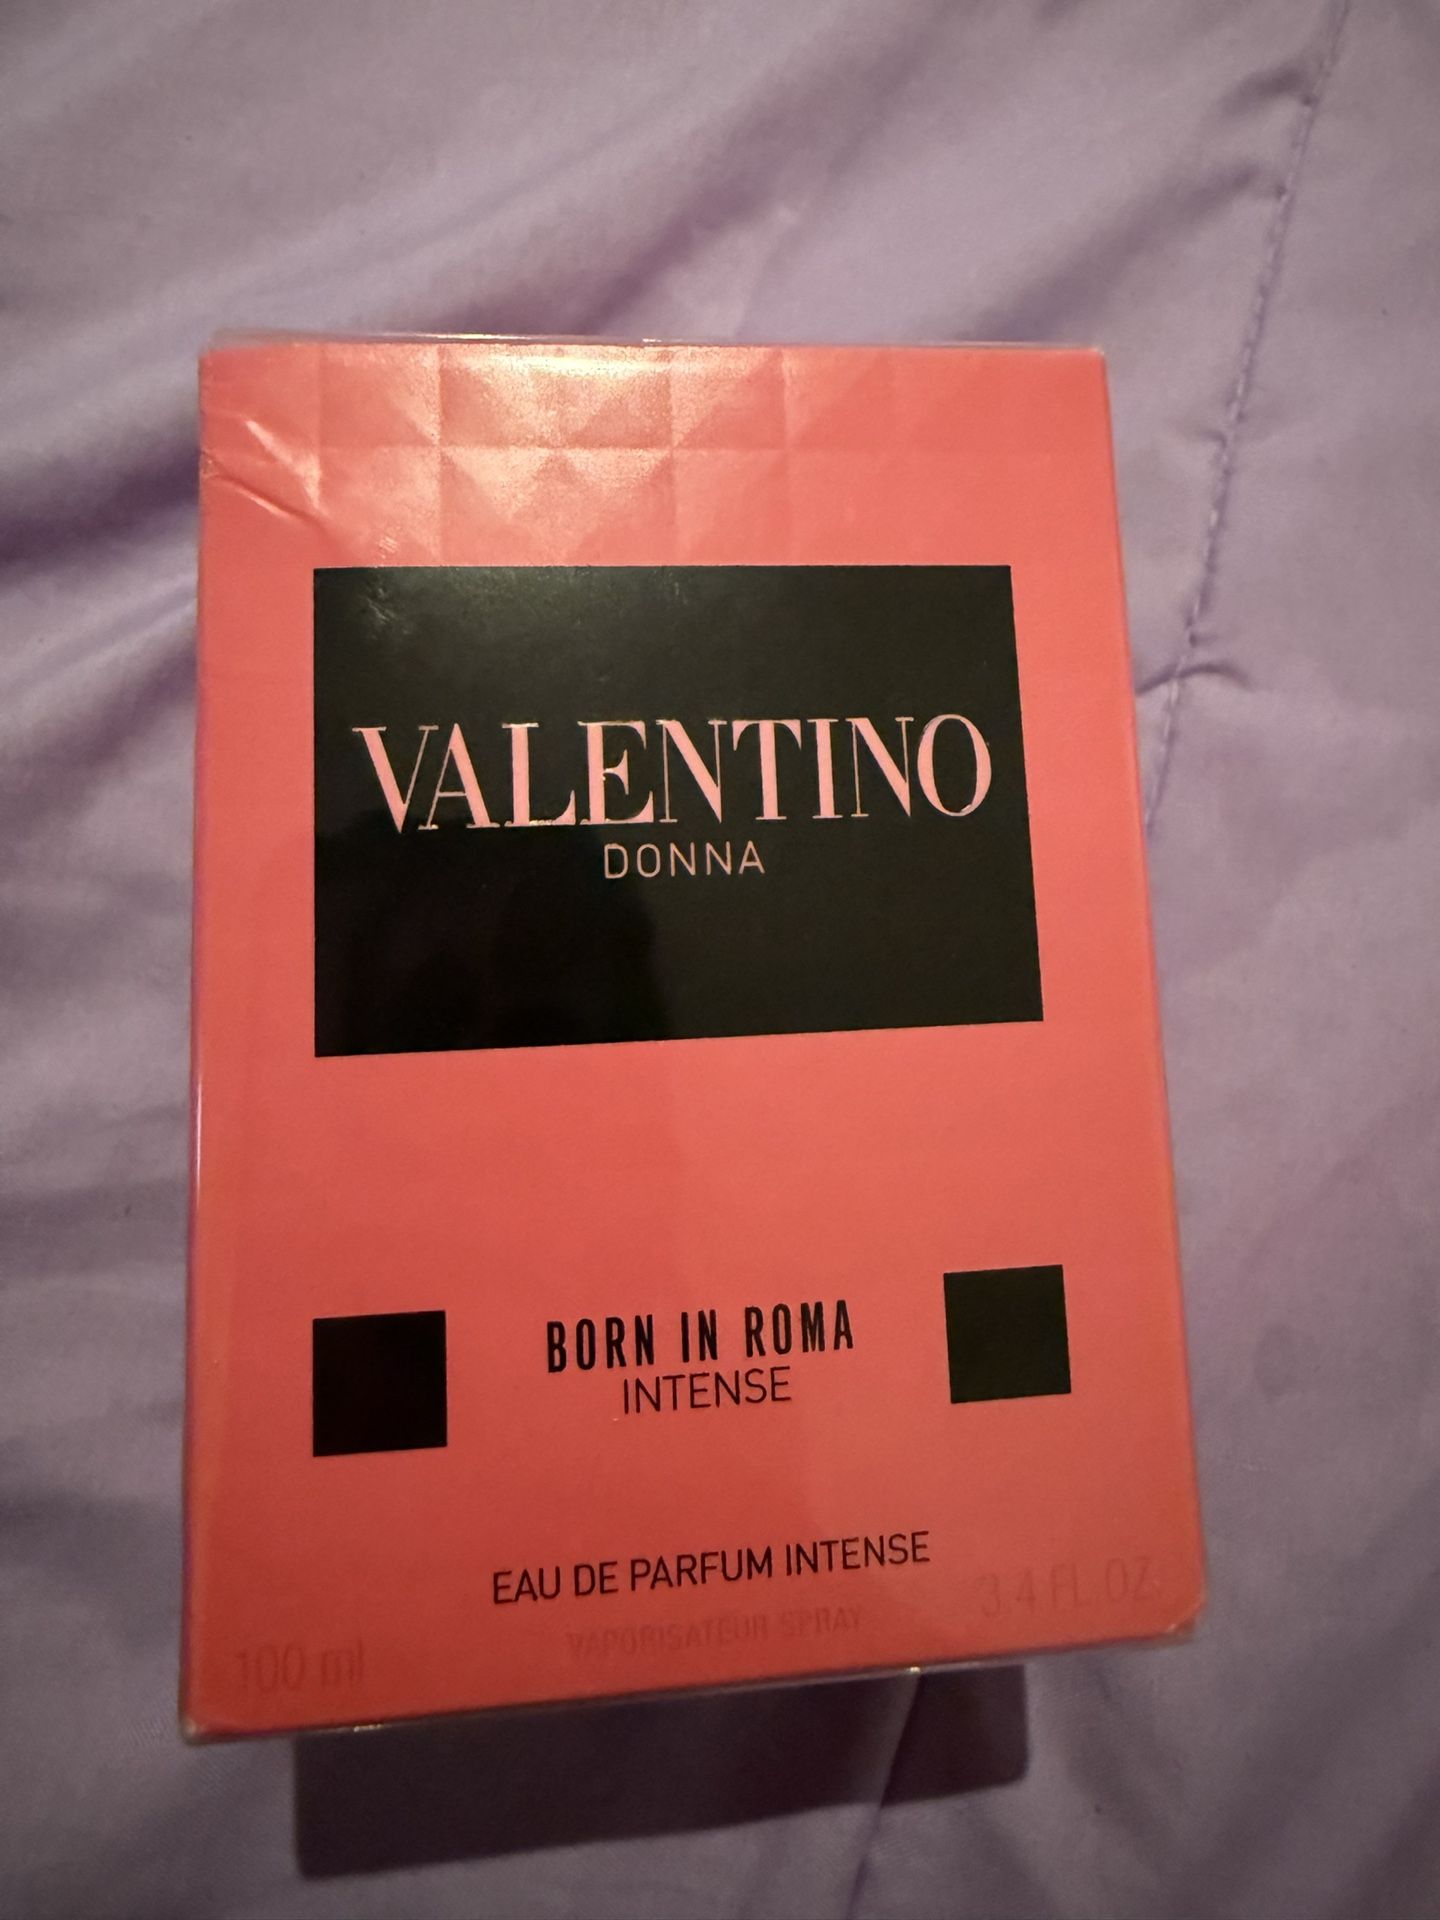 VALENTINO
DONNA
BORN IN ROMA
INTENSE
EAU DE PARFUM INTENSE
VAPORISATEUR SPRAY
100 ml
3.4 FL.OZ.